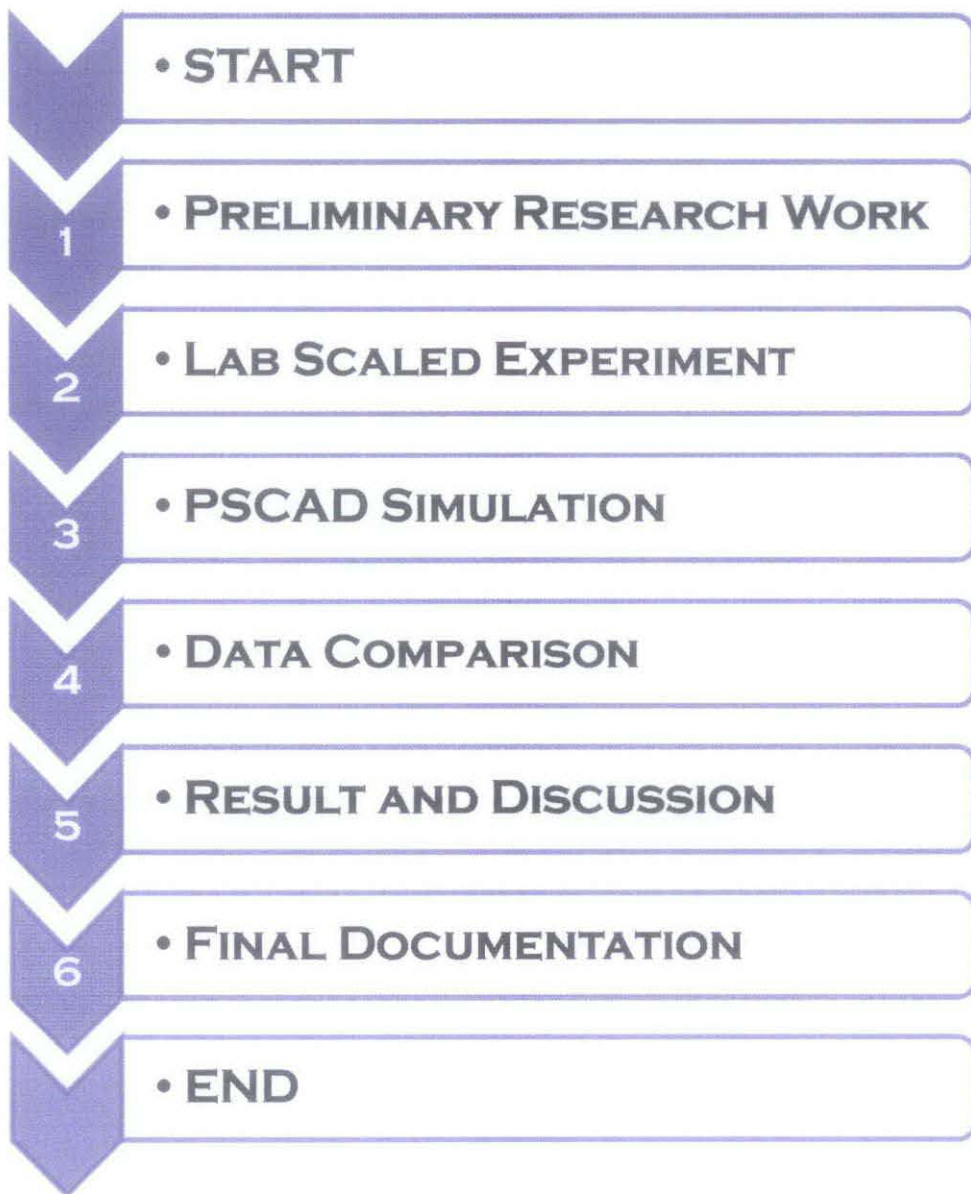 • START
1 • PRELIMINARY RESEARCH WORK
2 • LAB SCALED EXPERIMENT
3 • PSCAD SIMULATION
4 • DATA COMPARISON
5 • RESULT AND DISCUSSION
6 • FINAL DOCUMENTATION
• END